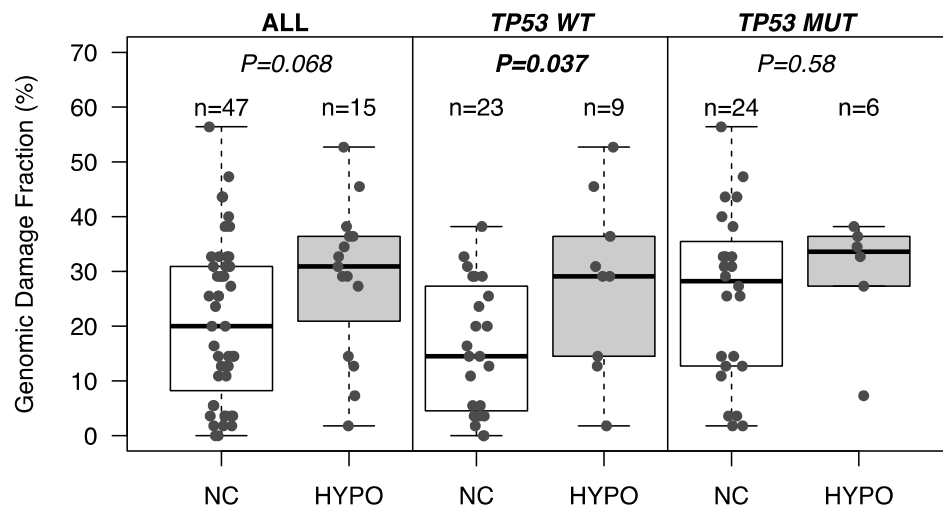 ALL TP53 WT TP53 MUT
P=0.068 P=0.037 P=0.58
n=47 n=15 n=23 n=9 n=24 n=6
Genomic Damage Fraction (%)
70
60
50
40
30
20
10
0
NC HYPO NC HYPO NC HYPO